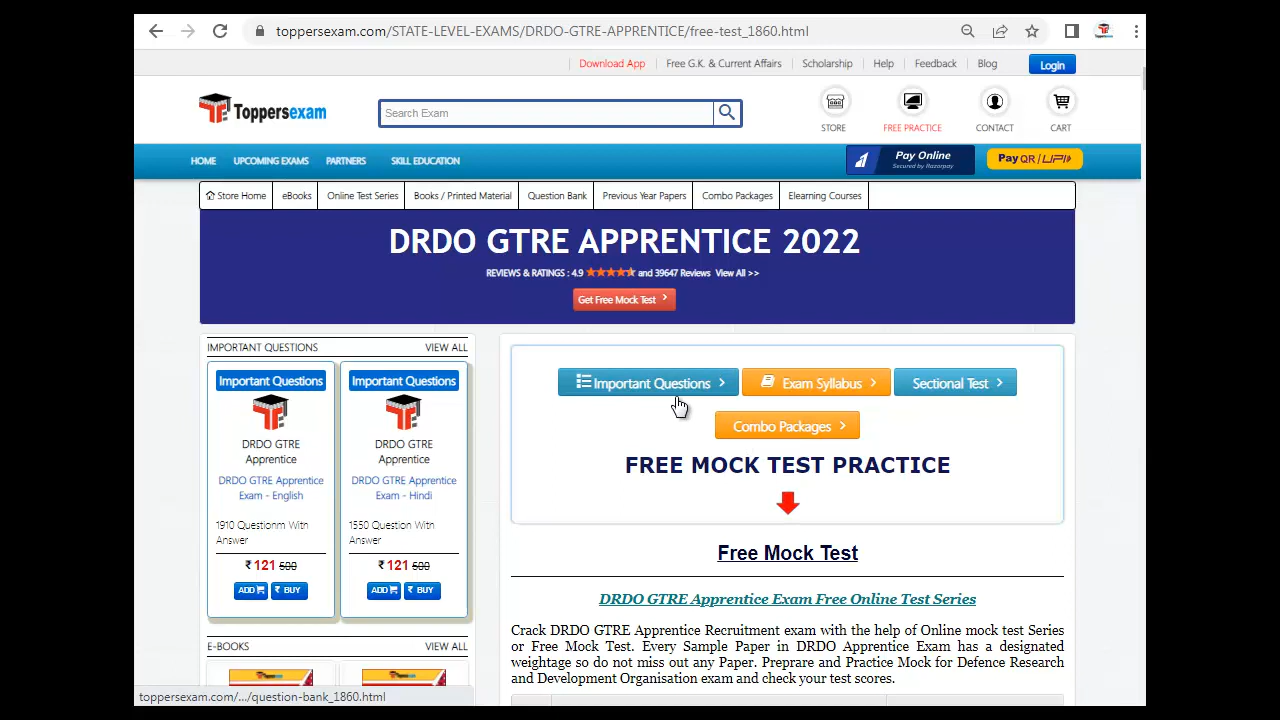 toppersexam.com/STATE-LEVEL-EXAMS/DRDO-GTRE-APPRENTICE/free-test_1860.html
Download App Free G.K. & Current Affairs Scholarship Help Feedback Blog Login
Toppersexam
Search Exam
STORE FREE PRACTICE CONTACT CART
HOME UPCOMING EXAMS PARTNERS SKILL EDUCATION
Pay Online
Secured by Razorpay
Pay QR / UPI
Store Home eBooks Online Test Series Books / Printed Material Question Bank Previous Year Papers Combo Packages Elearning Courses
DRDO GTRE APPRENTICE 2022
REVIEWS & RATINGS : 4.9 and 39647 Reviews View All >>
Get Free Mock Test
IMPORTANT QUESTIONS VIEW ALL
Important Questions
DRDO GTRE
Apprentice
DRDO GTRE Apprentice
Exam - English
1910 Questionm With
Answer
₹ 121 500
ADD ₹ BUY
Important Questions
DRDO GTRE
Apprentice
DRDO GTRE Apprentice
Exam - Hindi
1550 Question With
Answer
₹ 121 500
ADD ₹ BUY
E-BOOKS VIEW ALL
Important Questions Exam Syllabus Sectional Test
Combo Packages
FREE MOCK TEST PRACTICE
Free Mock Test
DRDO GTRE Apprentice Exam Free Online Test Series
Crack DRDO GTRE Apprentice Recruitment exam with the help of Online mock test Series
or Free Mock Test. Every Sample Paper in DRDO Apprentice Exam has a designated
weightage so do not miss out any Paper. Preprare and Practice Mock for Defence Research
and Development Organisation exam and check your test scores.
toppersexam.com/.../question-bank_1860.html